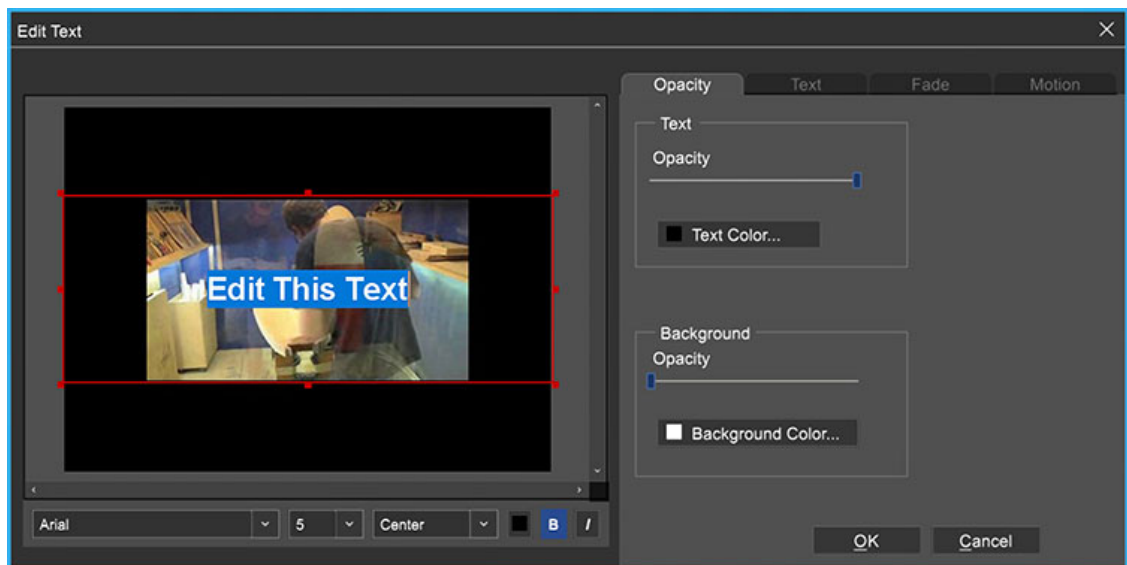 Edit Text
Opacity Text Fade Motion
Text
Opacity
Text Color...
Edit This Text
Background
Opacity
Background Color...
Arial 5 Center B I
OK Cancel